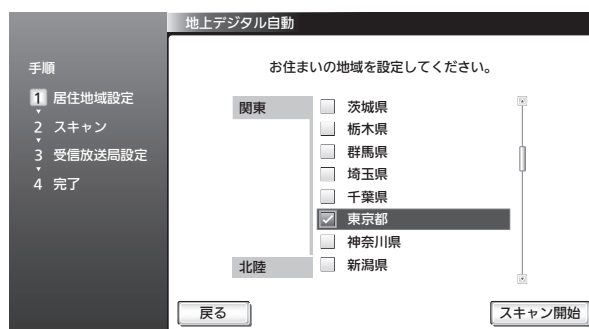 地上デジタル自動
手順
1 居住地域設定
2 スキャン
3 受信放送局設定
4 完了
お住まいの地域を設定してください。
関東
茨城県
栃木県
群馬県
埼玉県
千葉県
東京都
神奈川県
北陸
新潟県
戻る
スキャン開始